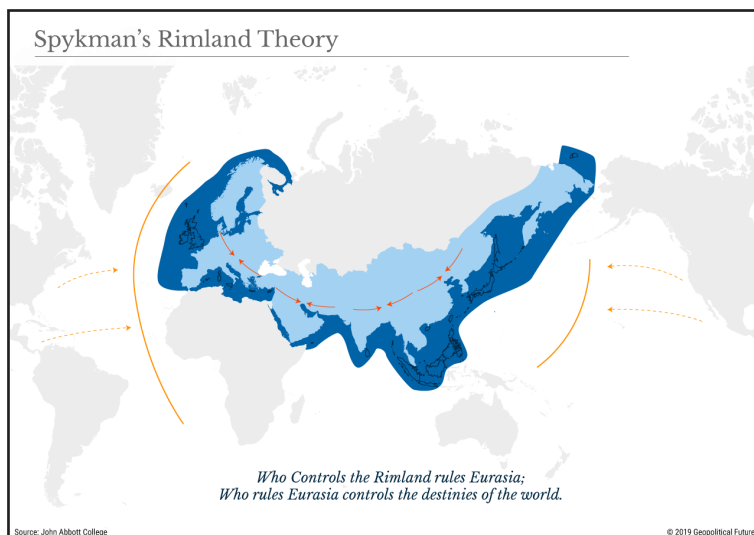 Spykman's Rimland Theory
Who Controls the Rimland rules Eurasia;
Who rules Eurasia controls the destinies of the world.
Source: John Abbott College
© 2019 Geopolitical Future